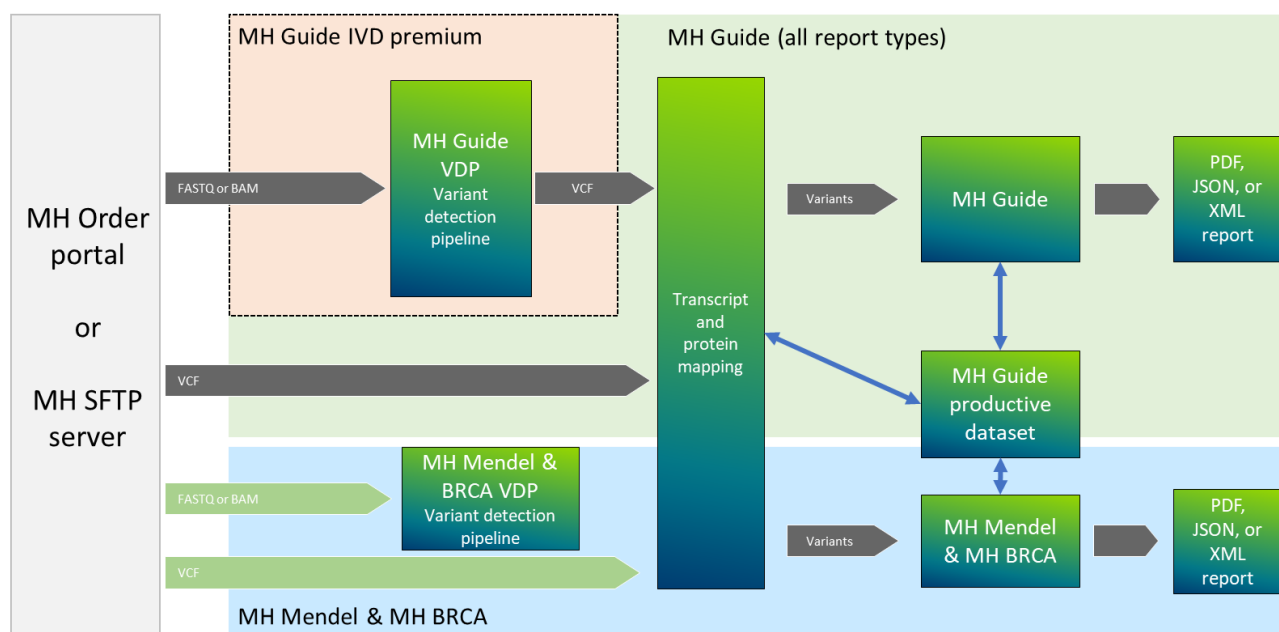 MH Order
portal
or
MH SFTP
server
MH Guide IVD premium
MH Guide (all report types)
FASTQ or BAM
MH Guide
VDP
Variant
detection
pipeline
VCF
Transcript
and
protein
mapping
Variants
MH Guide
PDF,
JSON, or
XML
report
VCF
MH Guide
productive
dataset
FASTQ or BAM
MH Mendel &
BRCA VDP
Variant detection
pipeline
VCF
Variants
MH Mendel
& MH BRCA
PDF,
JSON, or
XML
report
MH Mendel & MH BRCA